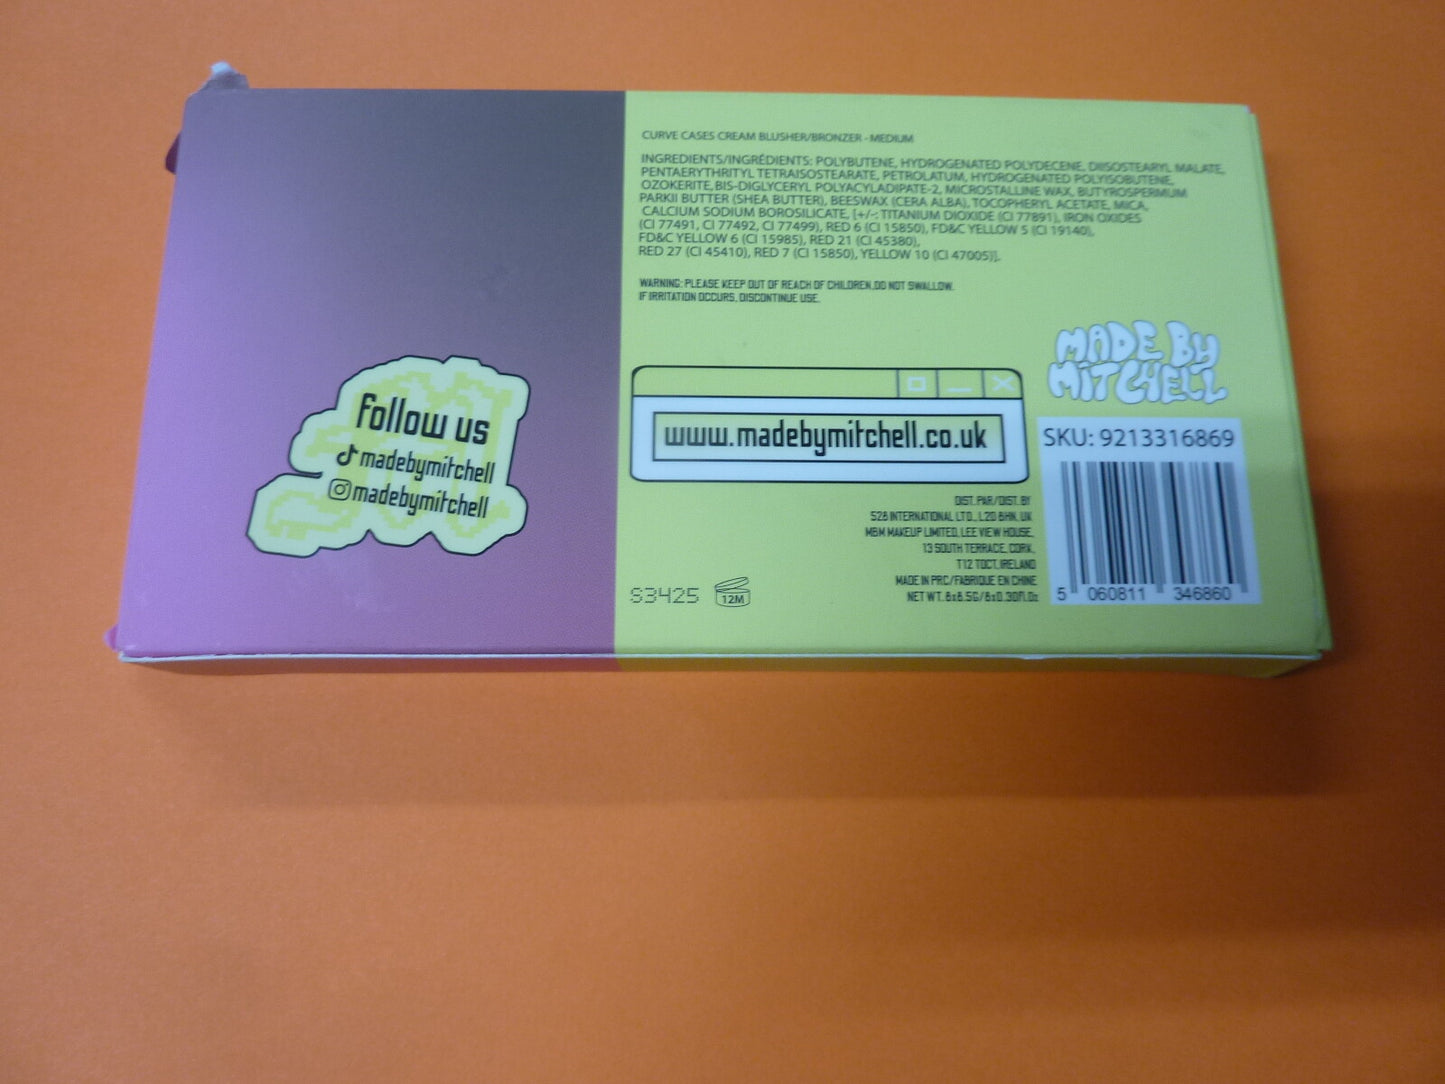 follow us
madebymitchell
madebymitchell
CURVE CASES CREAM BLUSHER/BRONZER - MEDIUM
INGREDIENTS/INGRÉDIENTS: POLYBUTENE, HYDROGENATED POLYDECENE, DIISOSTEARYL MALATE,
PENTAERYTHRITYL TETRAISOSTEARATE, PETROLATUM, HYDROGENATED POLYISOBUTENE,
OZOKERITE, BIS-DIGLYCERYL POLYACYLADIPATE-2, MICROSTALLINE WAX, BUTYROSPERMUM
PARKII BUTTER (SHEA BUTTER), BEESWAX (CERA ALBA), TOCOPHERYL ACETATE, MICA,
CALCIUM SODIUM BOROSILICATE, [+/-: TITANIUM DIOXIDE (CI 77891), IRON OXIDES
(CI 77491, CI 77492, CI 77499), RED 6 (CI 15850), FD&C YELLOW 5 (CI 19140),
FD&C YELLOW 6 (CI 15985), RED 21 (CI 45380),
RED 27 (CI 45410), RED 7 (CI 15850), YELLOW 10 (CI 47005)].
WARNING: PLEASE KEEP OUT OF REACH OF CHILDREN. DO NOT SWALLOW.
IF IRRITATION OCCURS, DISCONTINUE USE.
MADE BY
MITCHELL
www.madebymitchell.co.uk
SKU: 9213316869
DIST. PAR/DIST. BY
528 INTERNATIONAL LTD., L20 8HN, UK
MBM MAKEUP LIMITED, LEE VIEW HOUSE,
13 SOUTH TERRACE, CORK,
T12 T0CT, IRELAND
MADE IN PRC/FABRIQUE EN CHINE
NET WT. 8x8.5G/8x0.30Fl.Oz
S3425
12M
5 060811 346860